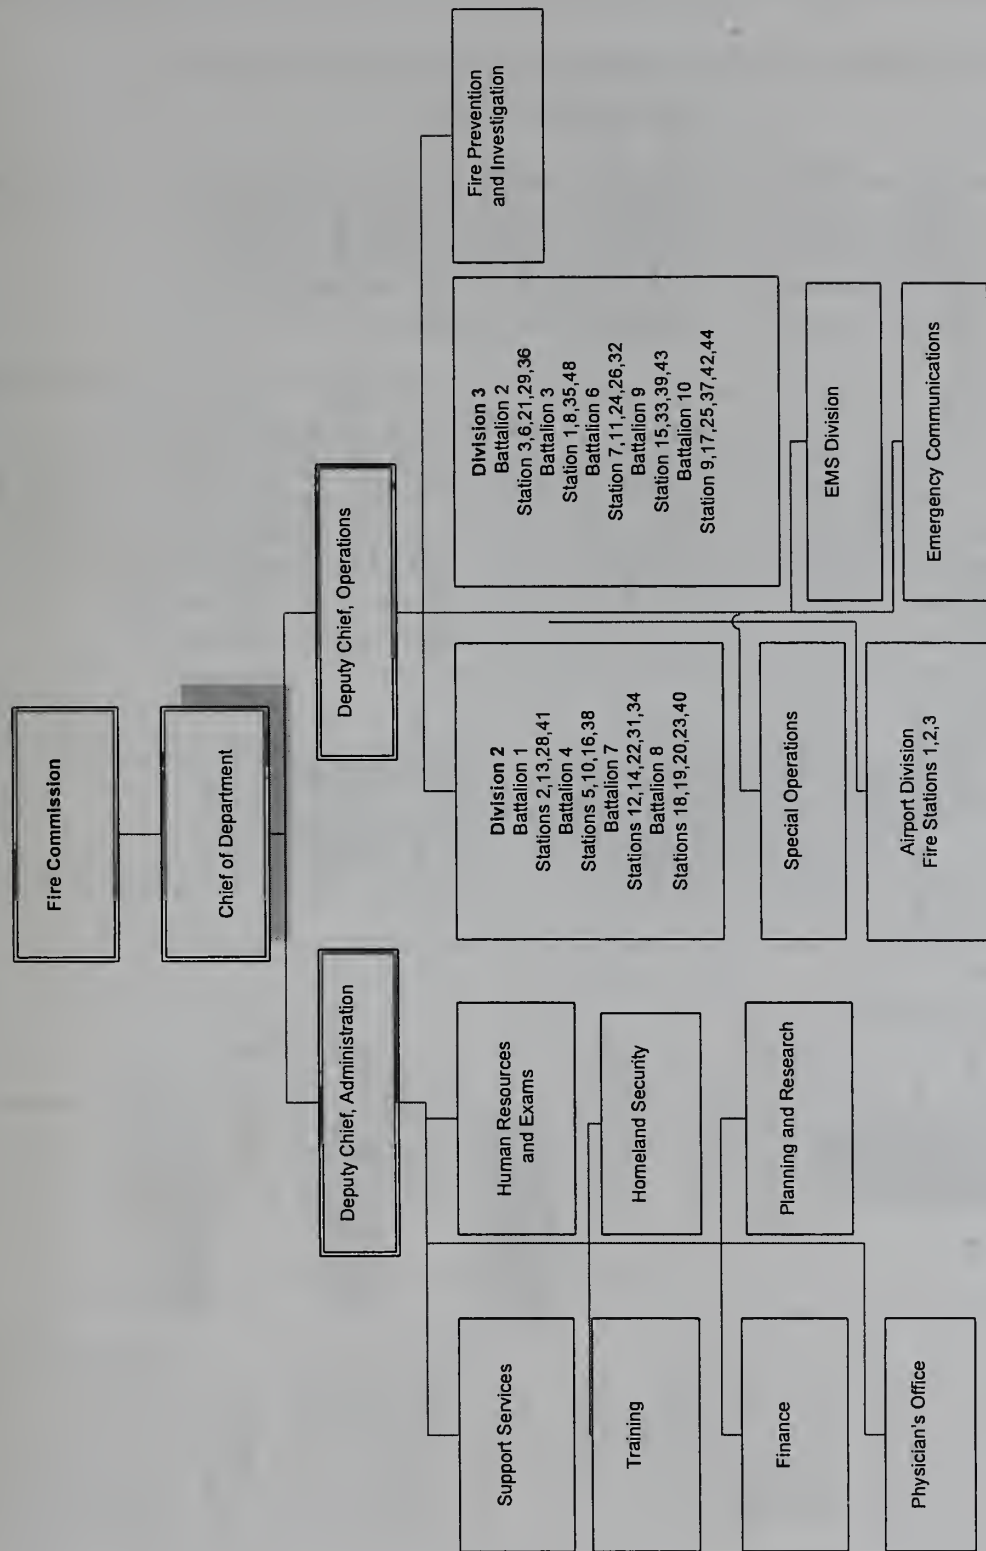 Fire Commission
Chief of Department
Deputy Chief, Administration
Deputy Chief, Operations
Support Services
Human Resources
and Exams
Training
Homeland Security
Finance
Planning and Research
Physician's Office
Division 2
Battalion 1
Stations 2,13,28,41
Battalion 4
Stations 5,10,16,38
Battalion 7
Stations 12,14,22,31,34
Battalion 8
Stations 18,19,20,23,40
Special Operations
Airport Division
Fire Stations 1,2,3
Division 3
Battalion 2
Station 3,6,21,29,36
Battalion 3
Station 1,8,35,48
Battalion 6
Station 7,11,24,26,32
Battalion 9
Station 15,33,39,43
Battalion 10
Station 9,17,25,37,42,44
EMS Division
Emergency Communications
Fire Prevention
and Investigation